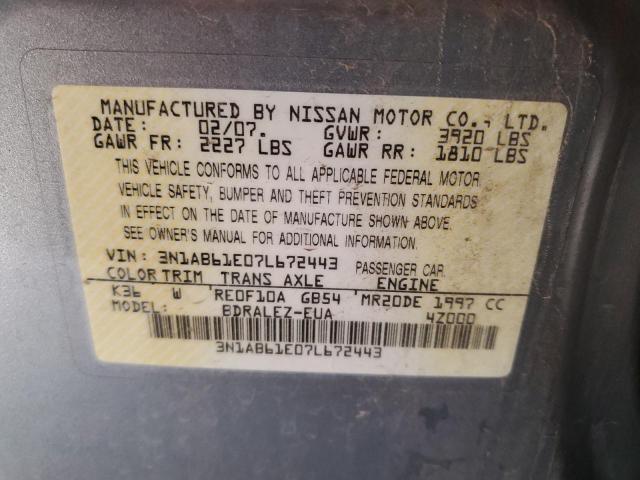 MANUFACTURED BY NISSAN MOTOR CO., LTD.
DATE: 02/07. GVWR: 3920 LBS
GAWR FR: 2227 LBS GAWR RR: 1810 LBS
THIS VEHICLE CONFORMS TO ALL APPLICABLE FEDERAL MOTOR
VEHICLE SAFETY, BUMPER AND THEFT PREVENTION STANDARDS
IN EFFECT ON THE DATE OF MANUFACTURE SHOWN ABOVE.
SEE OWNER'S MANUAL FOR ADDITIONAL INFORMATION.
VIN: 3N1AB61E07L672443 PASSENGER CAR
COLOR TRIM TRANS AXLE ENGINE
K36 W RE0F10A GB54 MR20DE 1997 CC
MODEL: BDRALEZ-EUA 4Z000
3N1AB61E07L672443